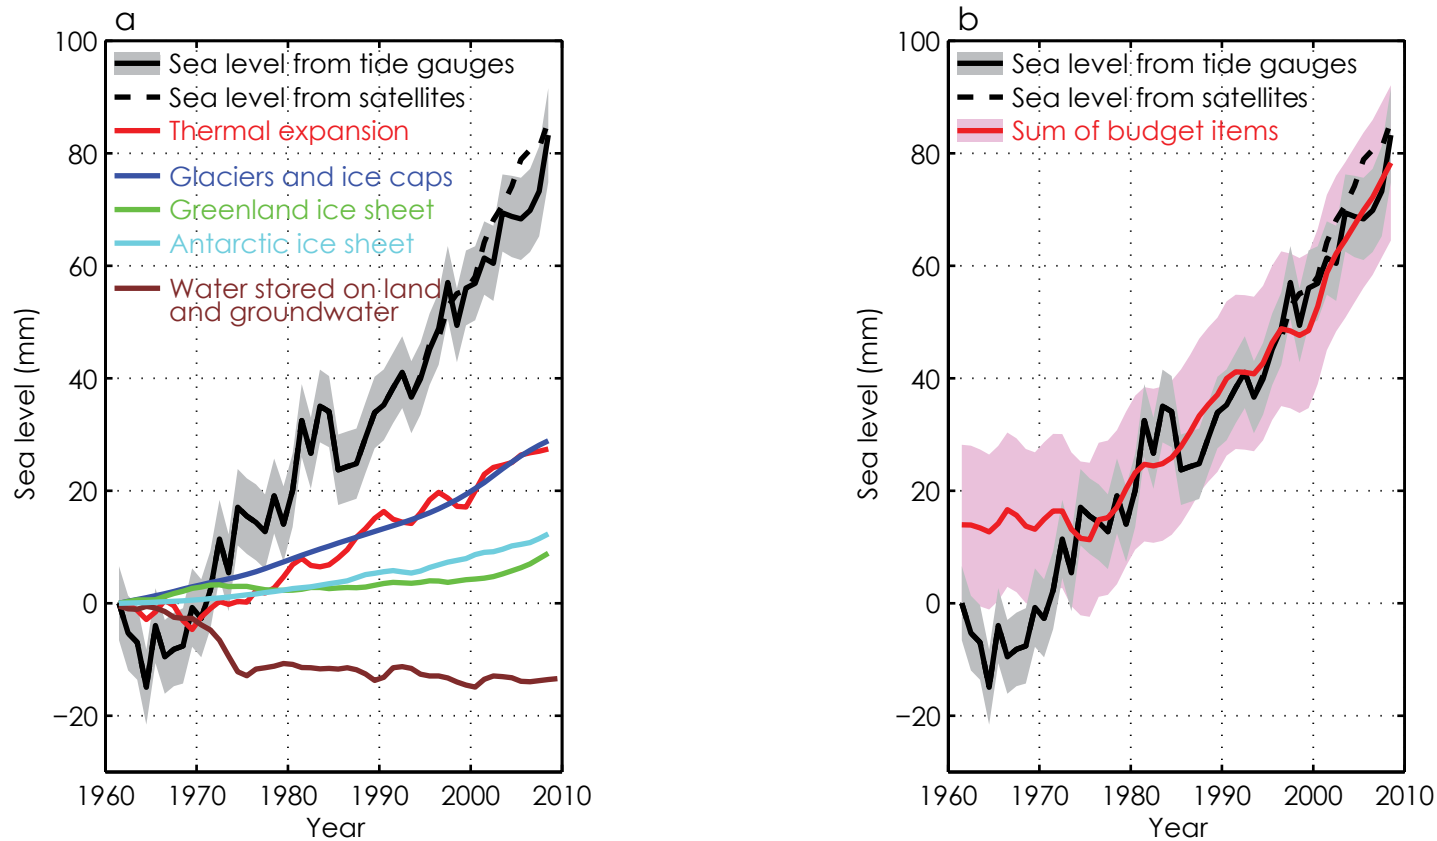 a
100
80
60
40
20
0
−20
Sea level (mm)
Sea level from tide gauges
Sea level from satellites
Thermal expansion
Glaciers and ice caps
Greenland ice sheet
Antarctic ice sheet
Water stored on land
and groundwater
1960 1970 1980 1990 2000 2010
Year
b
100
80
60
40
20
0
−20
Sea level (mm)
Sea level from tide gauges
Sea level from satellites
Sum of budget items
1960 1970 1980 1990 2000 2010
Year